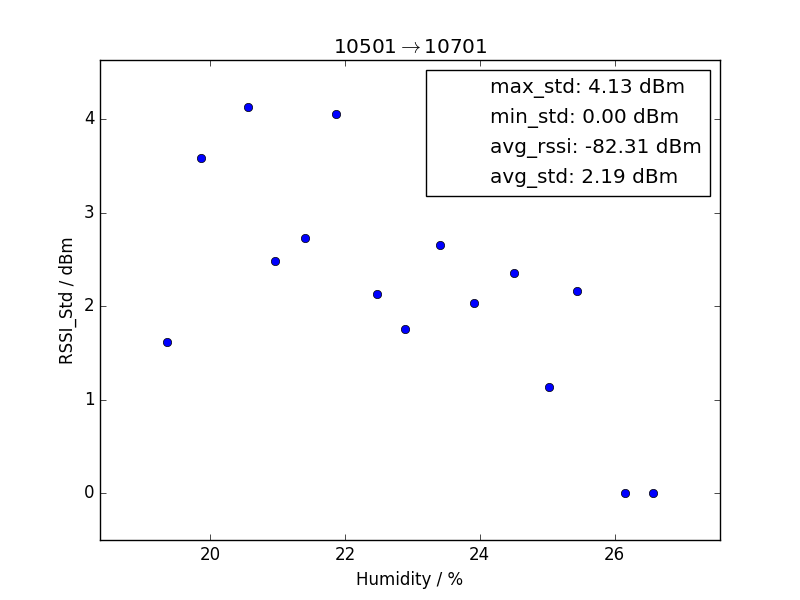 10501→10701
max_std: 4.13 dBm
min_std: 0.00 dBm
avg_rssi: -82.31 dBm
avg_std: 2.19 dBm
RSSI_Std / dBm
4
3
2
1
0
20 22 24 26
Humidity / %